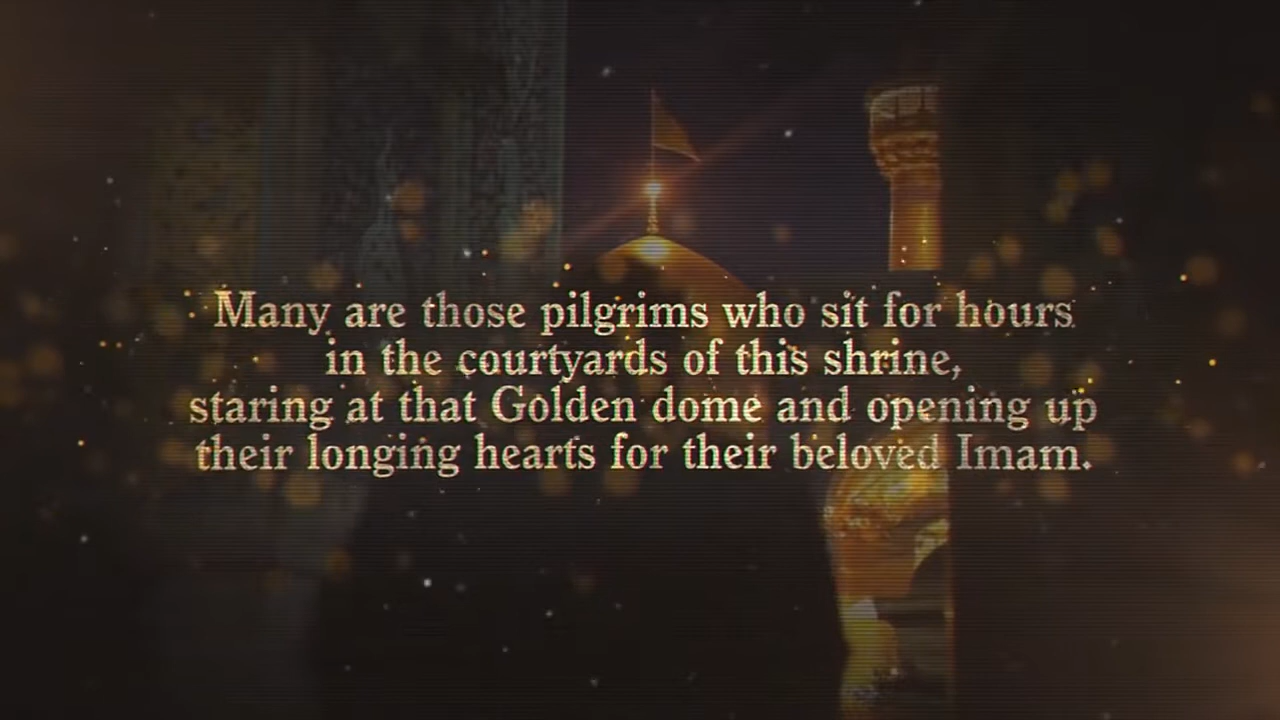 Many are those pilgrims who sit for hours
in the courtyards of this shrine,
staring at that Golden dome and opening up
their longing hearts for their beloved Imam.